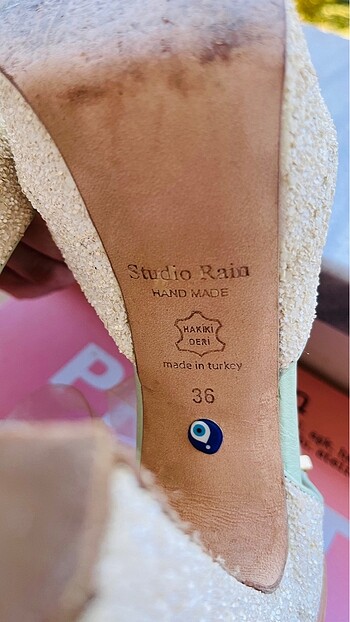 Studio Rain
HAND MADE
HAKİKİ
DERİ
made in turkey
36